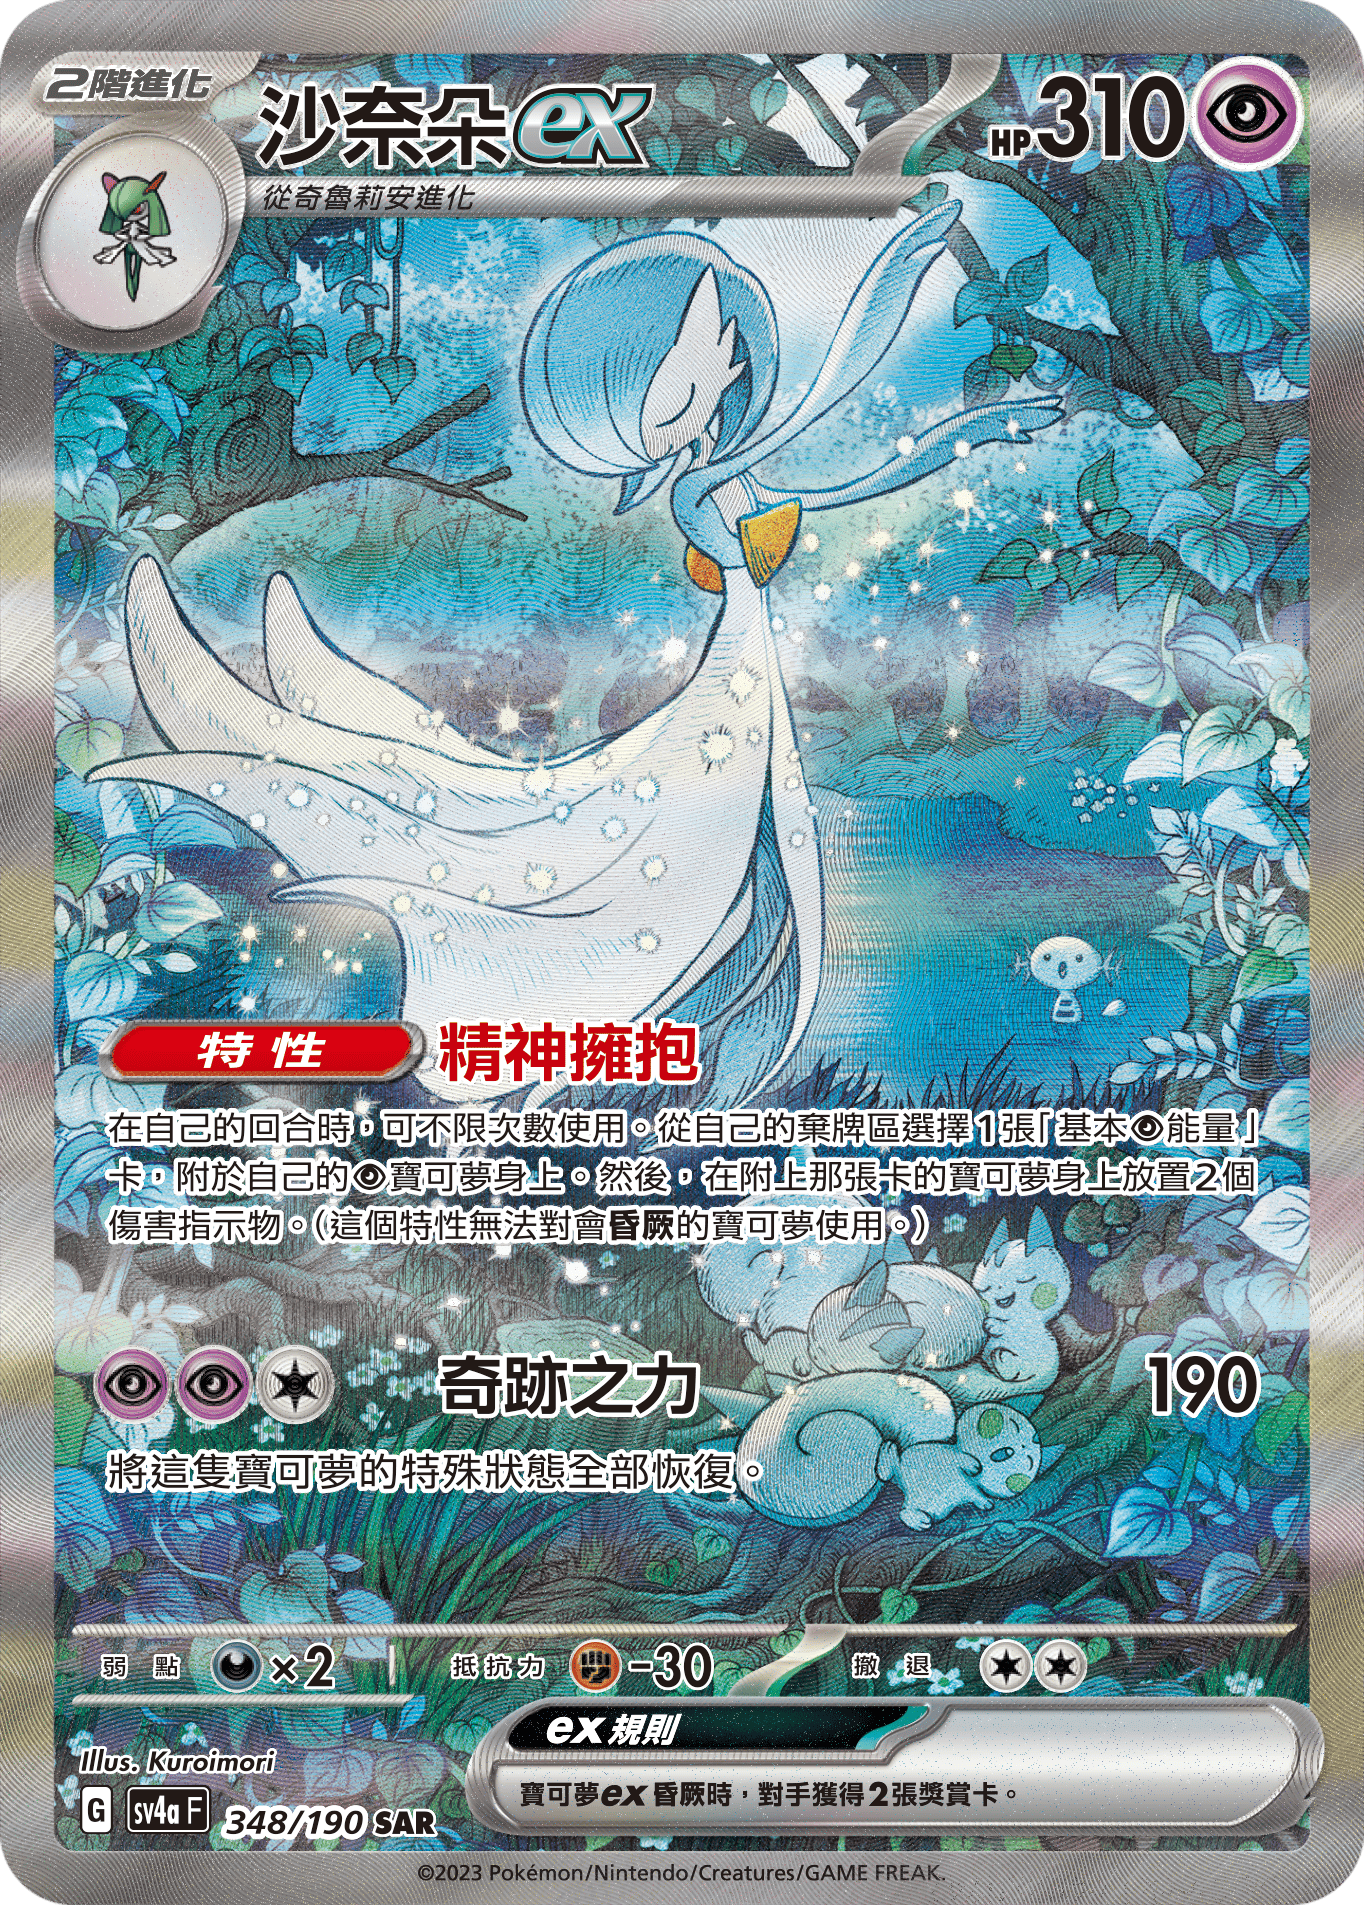 2階進化
沙奈朵ex
HP310
從奇魯莉安進化
特性 精神擁抱
在自己的回合時，可不限次數使用。從自己的棄牌區選擇1張「基本能量」
卡，附於自己的寶可夢身上。然後，在附上那張卡的寶可夢身上放置2個
傷害指示物。（這個特性無法對會昏厥的寶可夢使用。）
奇跡之力 190
將這隻寶可夢的特殊狀態全部恢復。
弱點 ×2 抵抗力 -30 撤退
ex規則
寶可夢ex昏厥時，對手獲得2張獎賞卡。
Illus. Kuroimori
G sv4a F 348/190 SAR
©2023 Pokémon/Nintendo/Creatures/GAME FREAK.